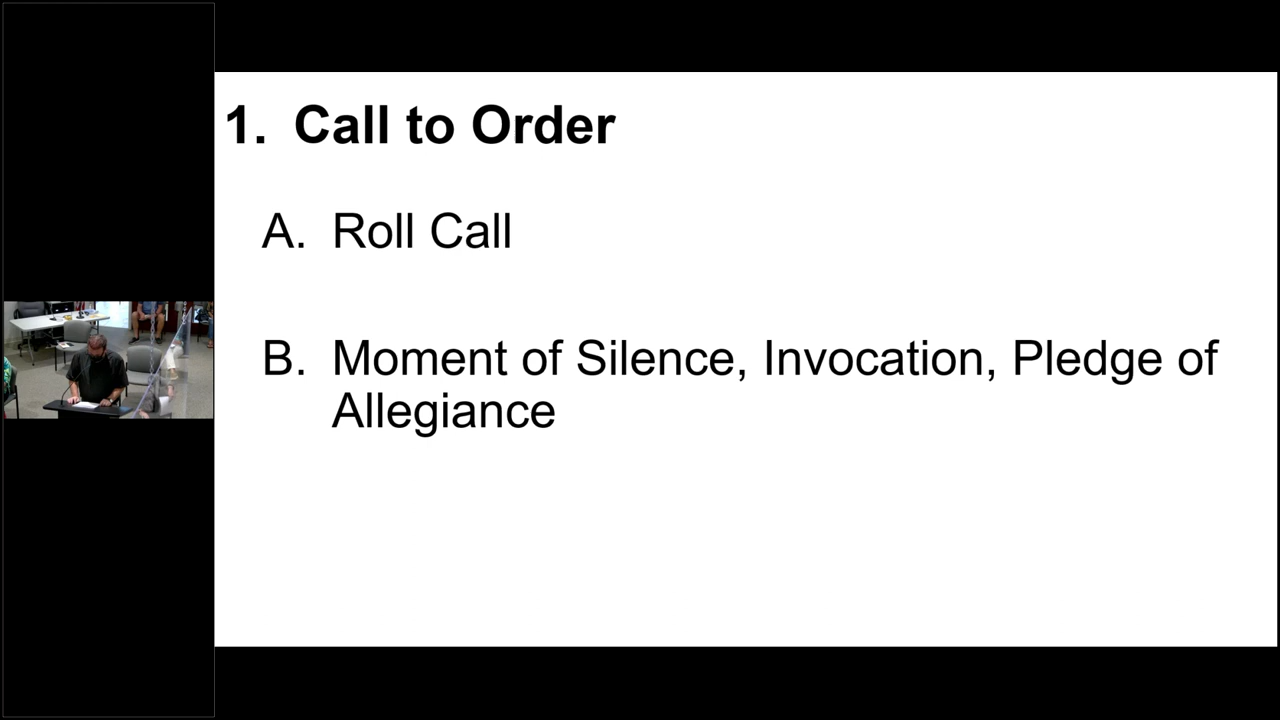 1. Call to Order
A. Roll Call
B. Moment of Silence, Invocation, Pledge of
Allegiance